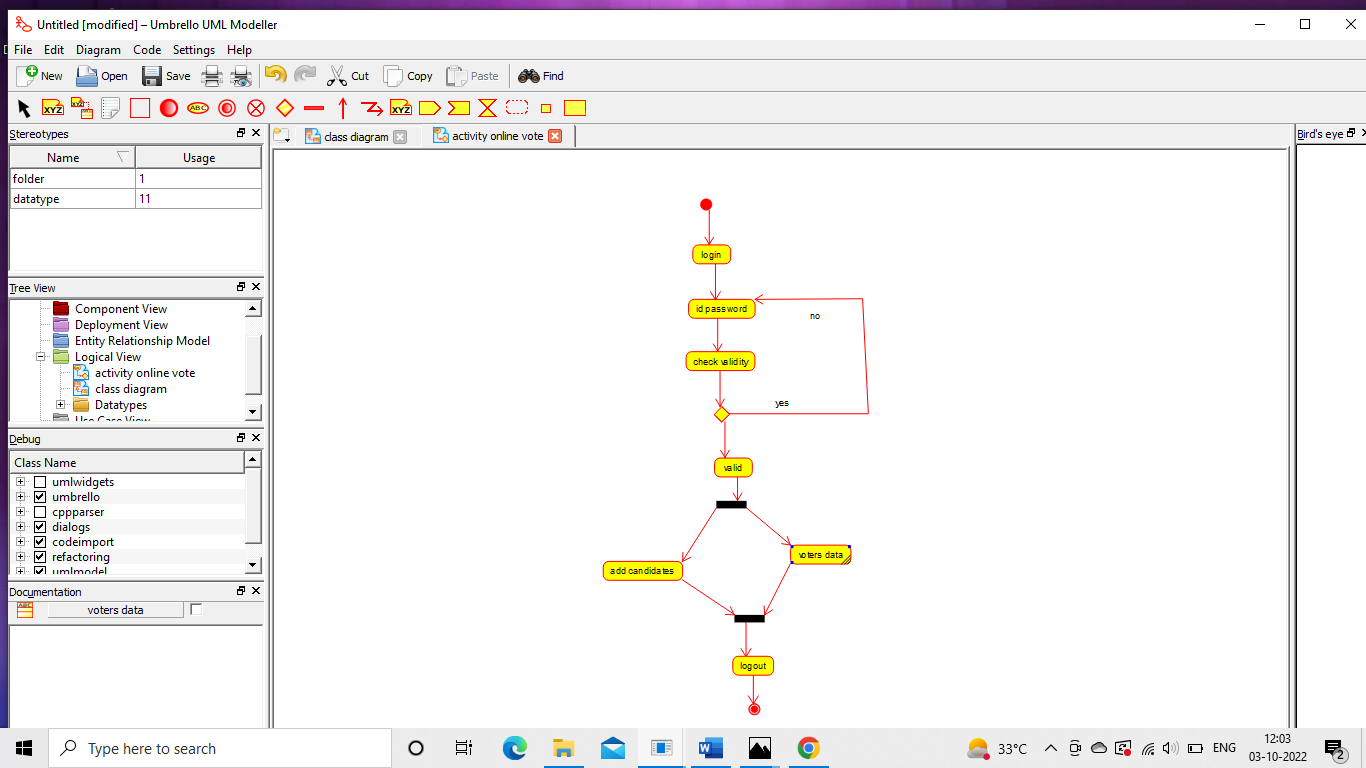 Untitled [modified] – Umbrello UML Modeller
File Edit Diagram Code Settings Help
New Open Save Cut Copy Paste Find
XYZ XYZ ABC XYZ
Stereotypes
Name Usage
folder 1
datatype 11
Tree View
Component View
Deployment View
Entity Relationship Model
Logical View
activity online vote
class diagram
Datatypes
Use Case View
Debug
Class Name
umlwidgets
umbrello
cppparser
dialogs
codeimport
refactoring
umlmodel
Documentation
ABC
voters data
class diagram activity online vote
Bird's eye
login
id password
no
check validity
yes
valid
voters data
add candidates
logout
Type here to search
33°C ENG 12:03
03-10-2022
2